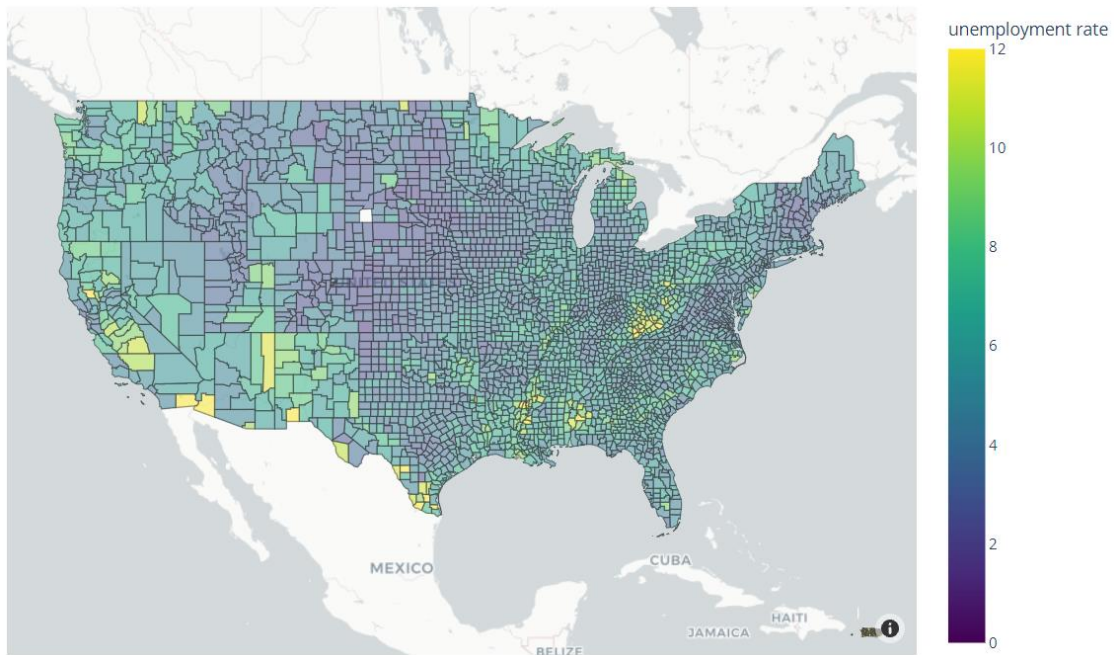 unemployment rate
12
10
8
6
4
2
0
MEXICO
CUBA
HAITI
JAMAICA
BELIZE
i